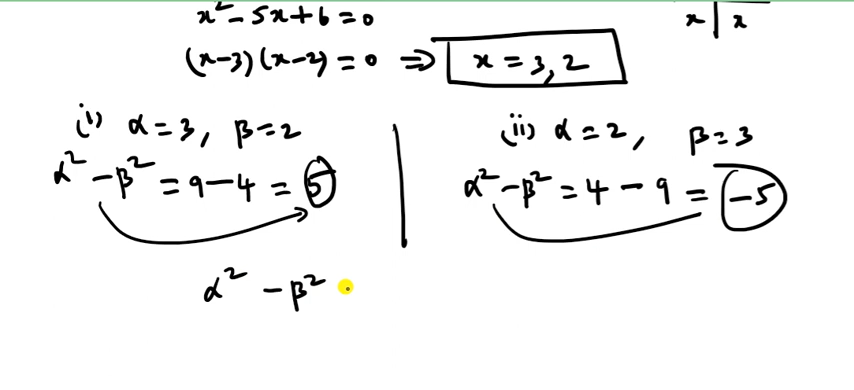 x² - 5x + 6 = 0
x | x
(x-3)(x-2) = 0 ⇒ x = 3, 2
(i) α = 3, β = 2
(ii) α = 2, β = 3
α² - β² = 9 - 4 = 5
α² - β² = 4 - 9 = -5
α² - β²